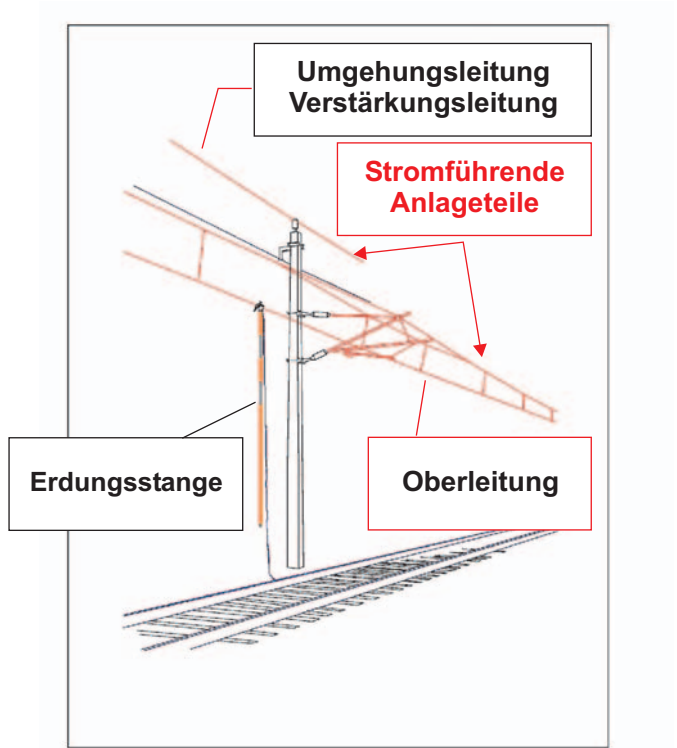 Umgehungsleitung
Verstärkungsleitung
Stromführende
Anlageteile
Erdungsstange
Oberleitung